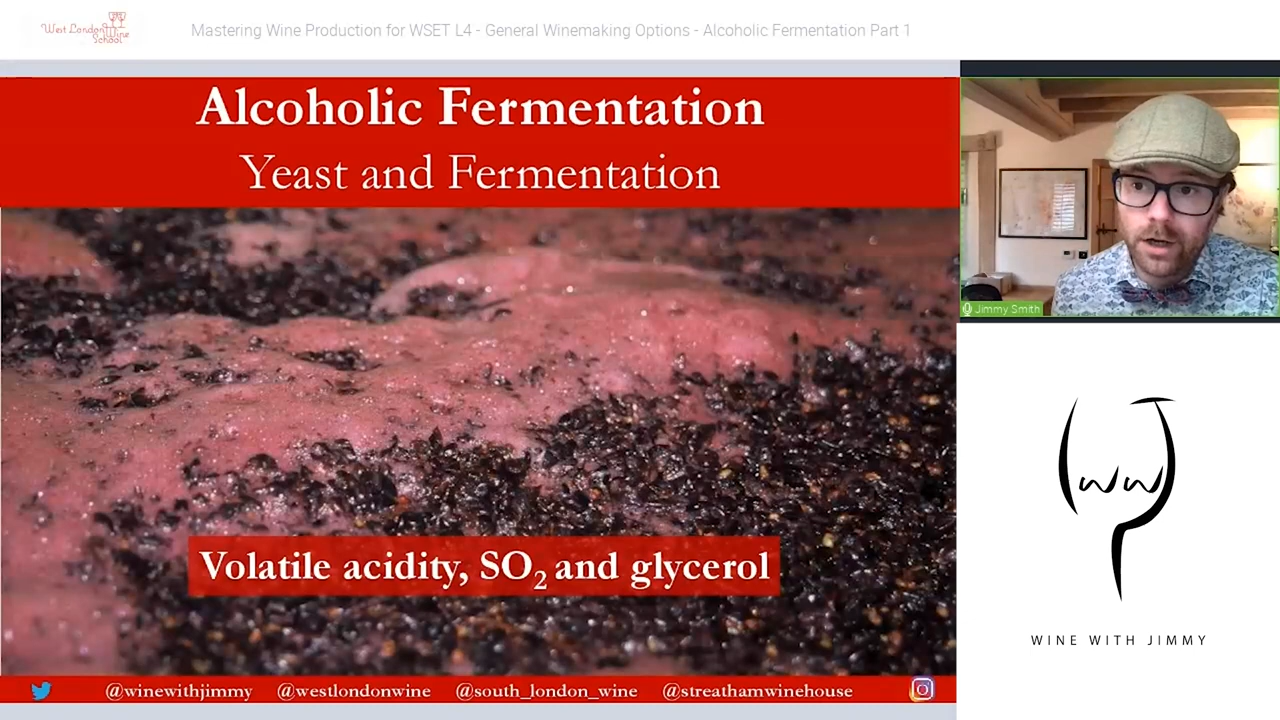 West London Wine School
Mastering Wine Production for WSET L4 - General Winemaking Options - Alcoholic Fermentation Part 1
Alcoholic Fermentation
Yeast and Fermentation
Volatile acidity, SO₂ and glycerol
@winewithjimmy @westlondonwine @south_london_wine @streathamwinehouse
Jimmy Smith
WW
WINE WITH JIMMY